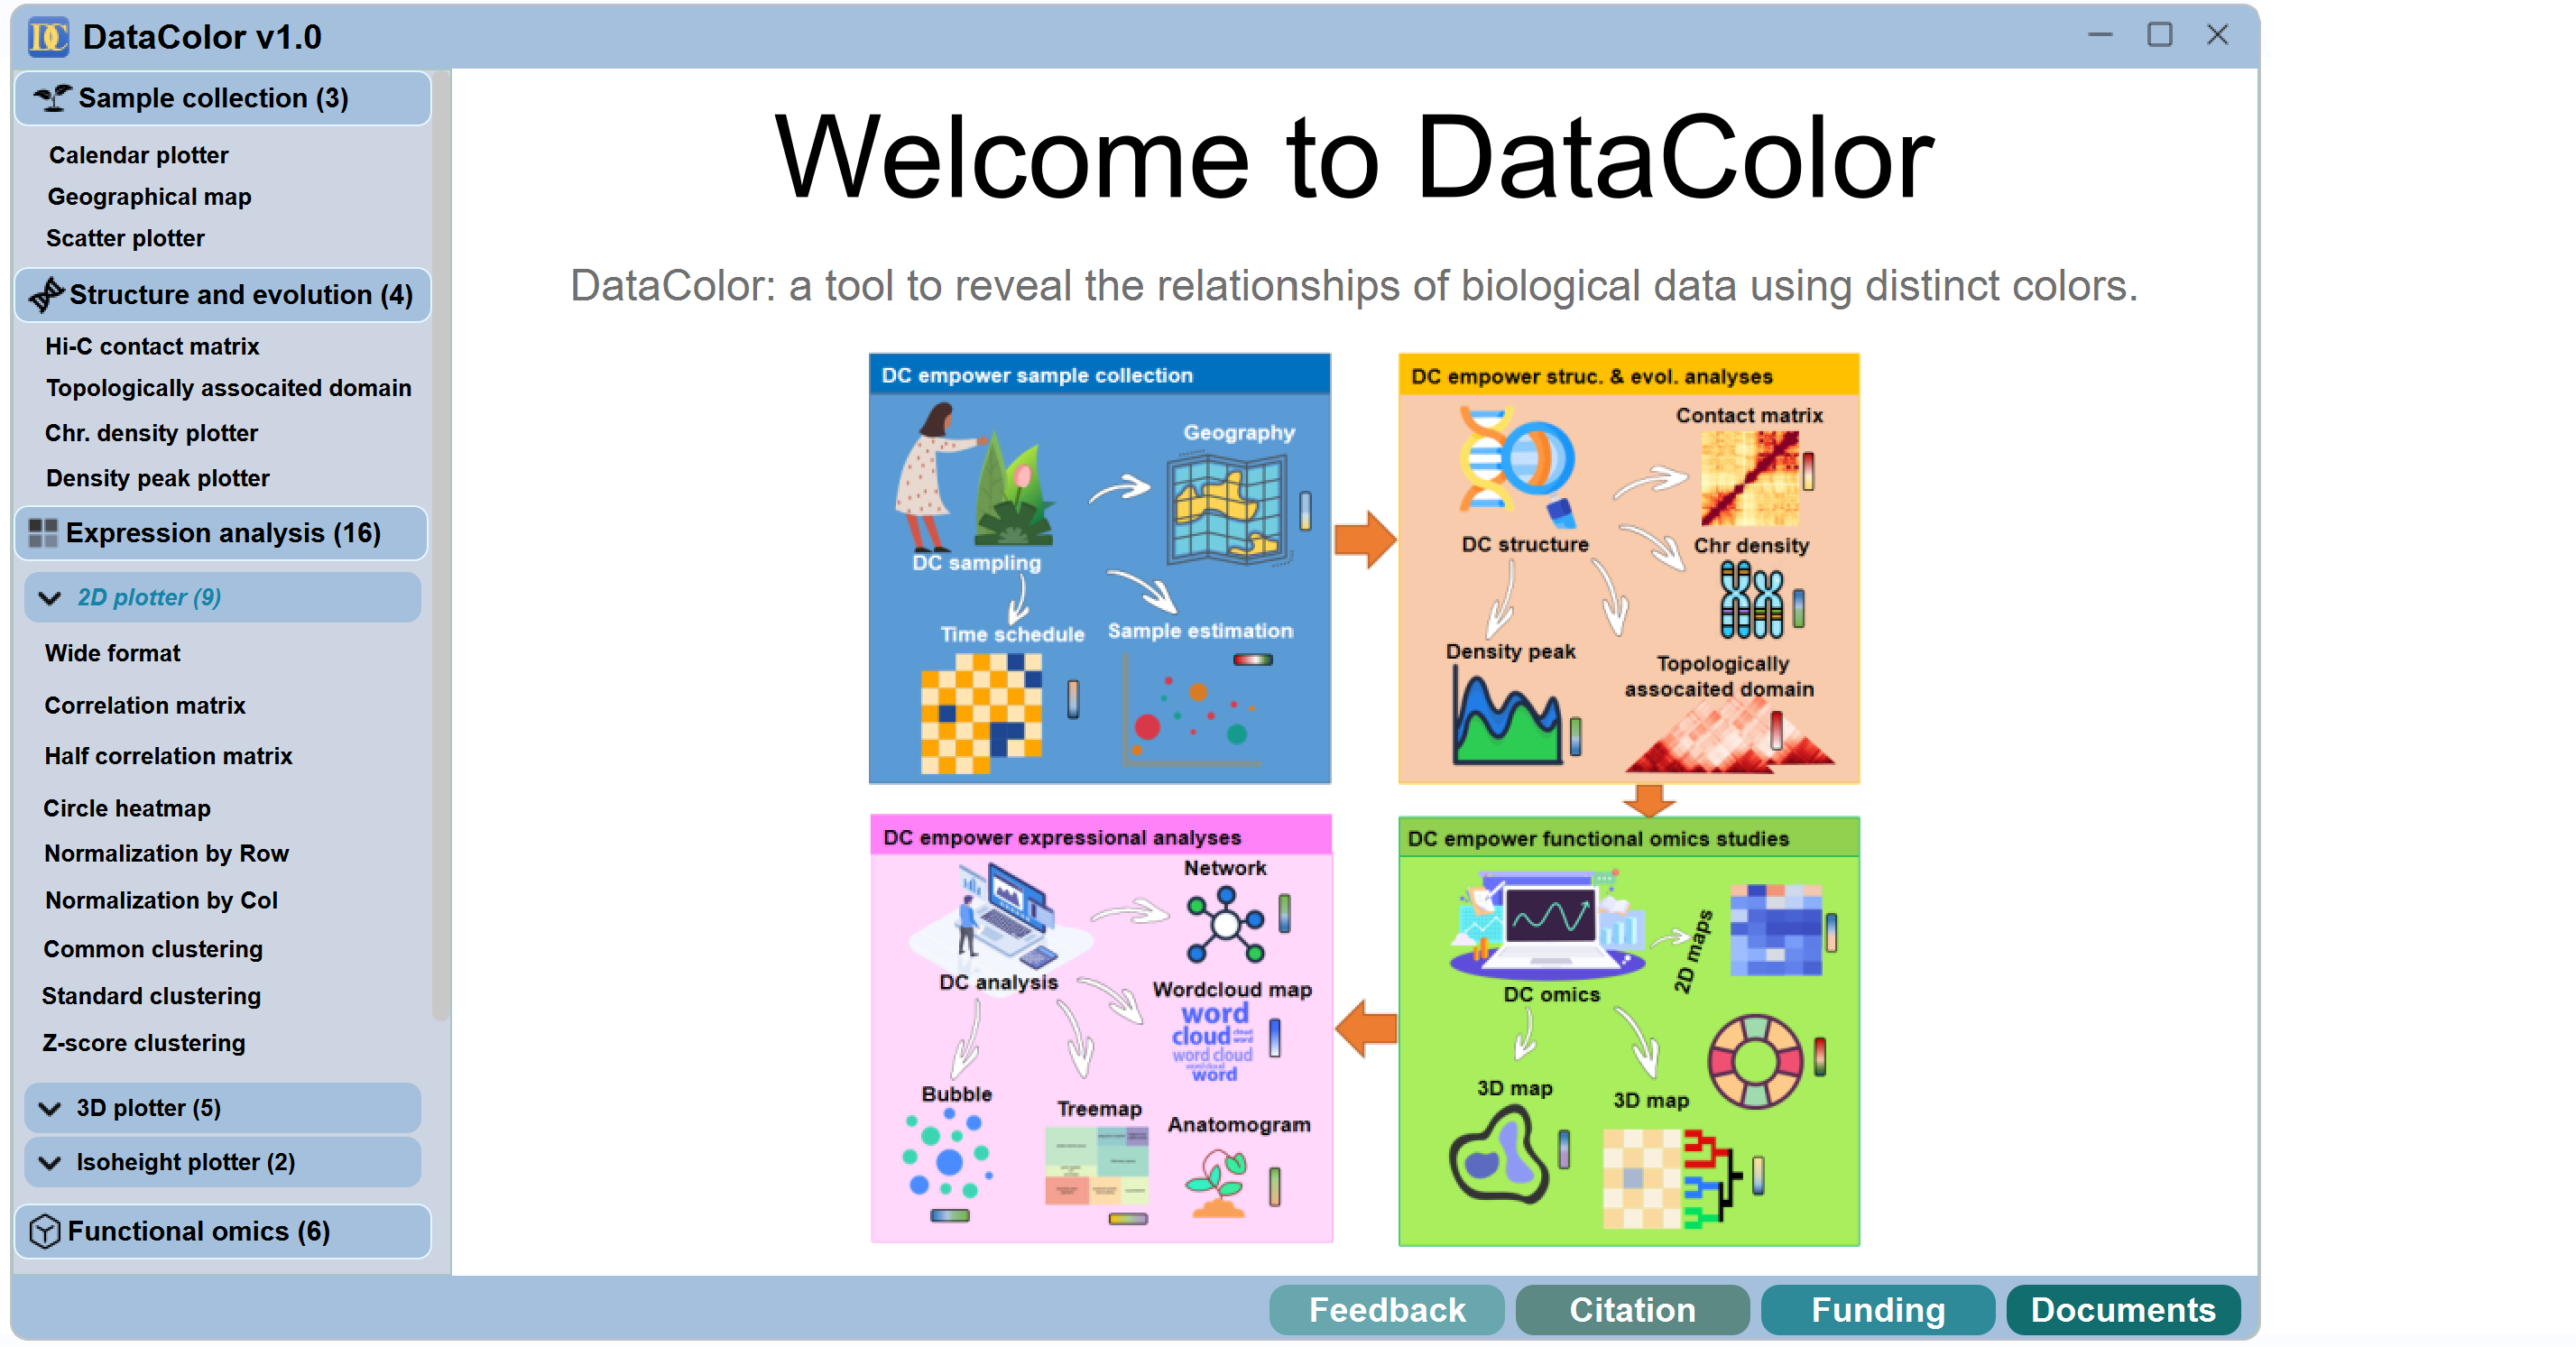 DC DataColor v1.0
Sample collection (3)
Calendar plotter
Geographical map
Scatter plotter
Structure and evolution (4)
Hi-C contact matrix
Topologically assocaited domain
Chr. density plotter
Density peak plotter
Expression analysis (16)
2D plotter (9)
Wide format
Correlation matrix
Half correlation matrix
Circle heatmap
Normalization by Row
Normalization by Col
Common clustering
Standard clustering
Z-score clustering
3D plotter (5)
Isoheight plotter (2)
Functional omics (6)
Welcome to DataColor
DataColor: a tool to reveal the relationships of biological data using distinct colors.
DC empower sample collection
Geography
DC sampling
Time schedule
Sample estimation
DC empower struc. & evol. analyses
Contact matrix
DC structure
Chr density
Density peak
Topologically
assocaited domain
DC empower expressional analyses
Network
DC analysis
Wordcloud map
word
cloud cloud
word
word cloud
word cloud
word
Bubble
Treemap
Anatomogram
DC empower functional omics studies
2D maps
DC omics
3D map
3D map
Feedback
Citation
Funding
Documents